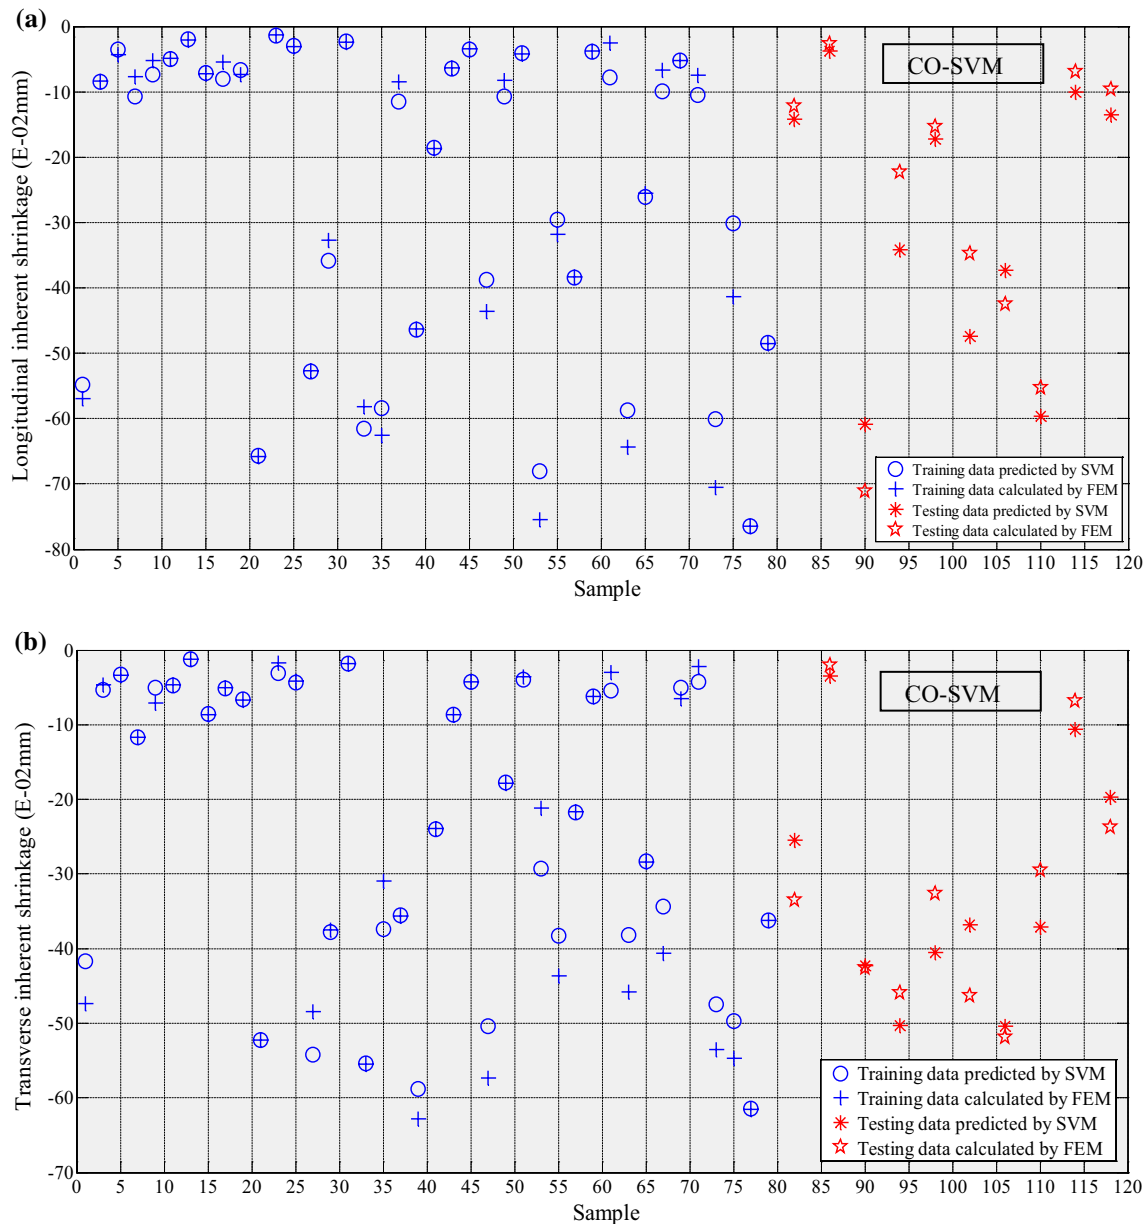 (a)
CO-SVM
Longitudinal inherent shrinkage (E-02mm)
0
-10
-20
-30
-40
-50
-60
-70
-80
Training data predicted by SVM
Training data calculated by FEM
Testing data predicted by SVM
Testing data calculated by FEM
0 5 10 15 20 25 30 35 40 45 50 55 60 65 70 75 80 85 90 95 100 105 110 115 120
Sample
(b)
CO-SVM
Transverse inherent shrinkage (E-02mm)
0
-10
-20
-30
-40
-50
-60
-70
Training data predicted by SVM
Training data calculated by FEM
Testing data predicted by SVM
Testing data calculated by FEM
0 5 10 15 20 25 30 35 40 45 50 55 60 65 70 75 80 85 90 95 100 105 110 115 120
Sample